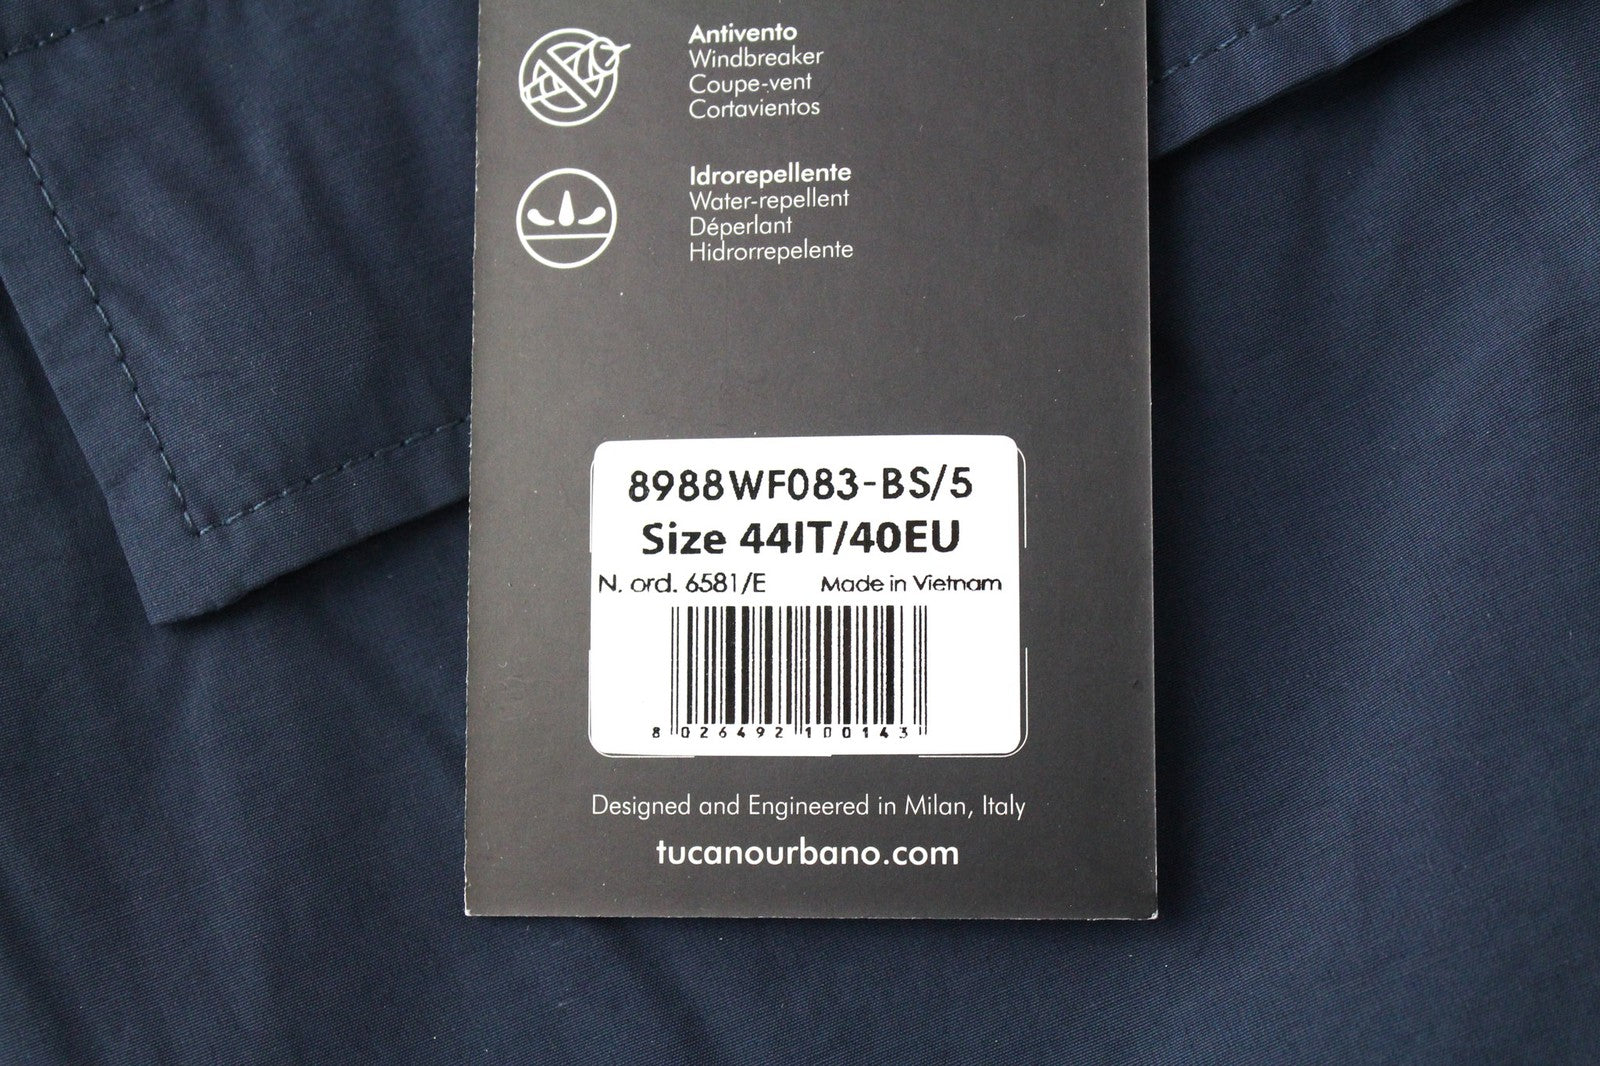 Antivento
Windbreaker
Coupe-vent
Cortavientos
Idrorepellente
Water-repellent
Déperlant
Hidrorrepelente
8988WF083-BS/5
Size 44IT/40EU
N. ord. 6581/E Made in Vietnam
8 026492 100143
Designed and Engineered in Milan, Italy
tucanourbano.com